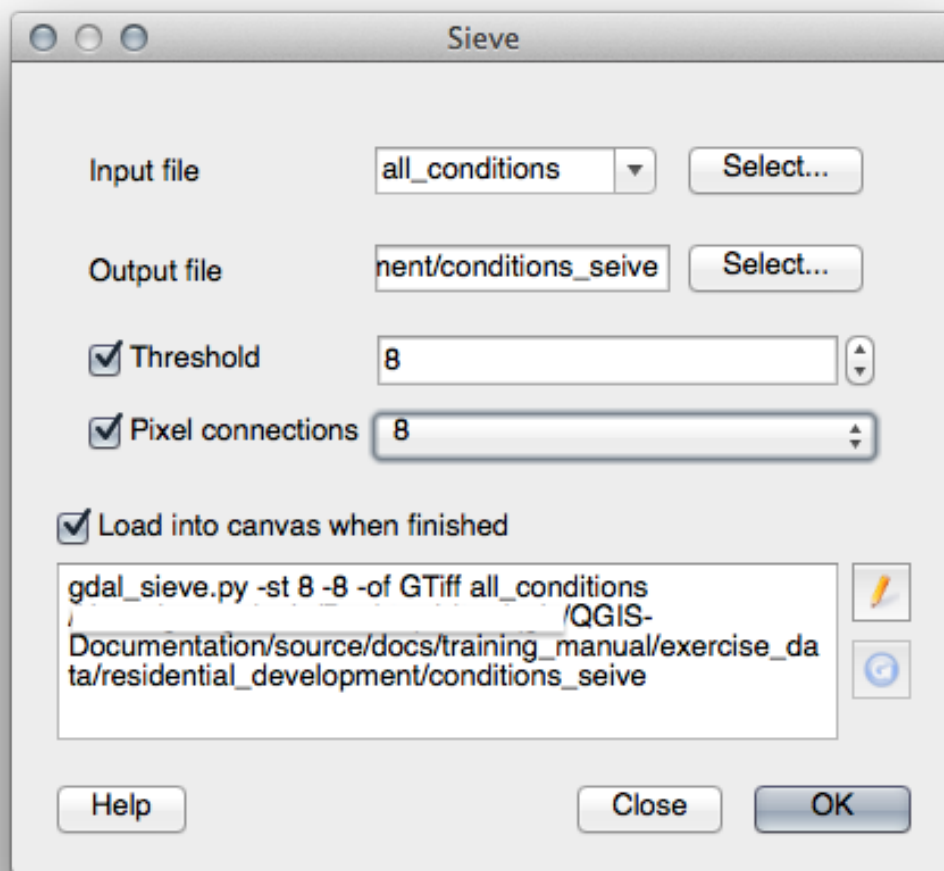 Sieve
Input file all_conditions Select...
Output file nent/conditions_seive Select...
Threshold 8
Pixel connections 8
Load into canvas when finished
gdal_sieve.py -st 8 -8 -of GTiff all_conditions
/QGIS-
Documentation/source/docs/training_manual/exercise_da
ta/residential_development/conditions_seive
Help Close OK